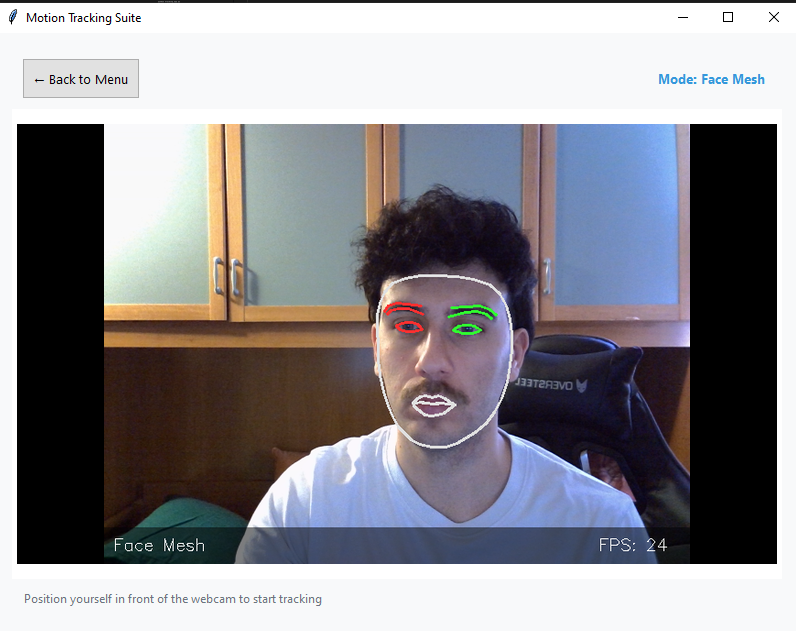 Motion Tracking Suite
← Back to Menu
Mode: Face Mesh
OVERSTEEL
Face Mesh
FPS: 24
Position yourself in front of the webcam to start tracking